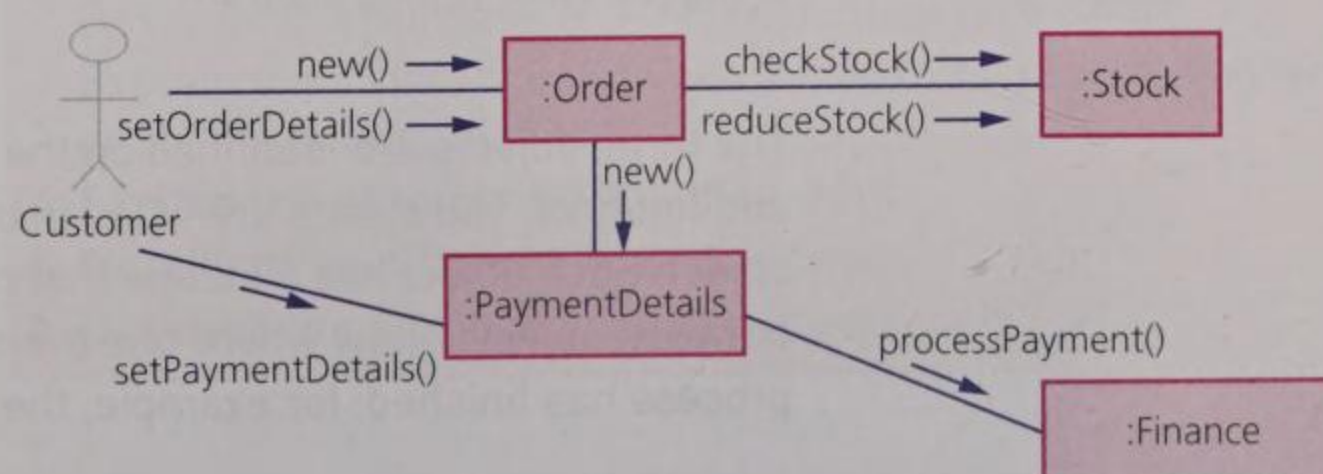 new()
checkStock()
:Order
:Stock
setOrderDetails()
reduceStock()
new()
Customer
:PaymentDetails
setPaymentDetails()
processPayment()
:Finance